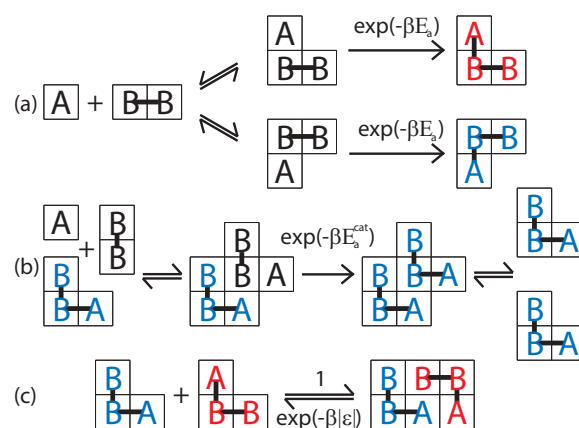 A exp(-βEₐ) A
B B B B
(a) A + B B
B B exp(-βEₐ) B B
A A
A B B B
(b) + B exp(-βEₐᶜᵃᵗ) B B A
B B B A B B A B
B A B A B A B A
B A B B B
(c) + 1
B A B B exp(-β|ε|) B A A